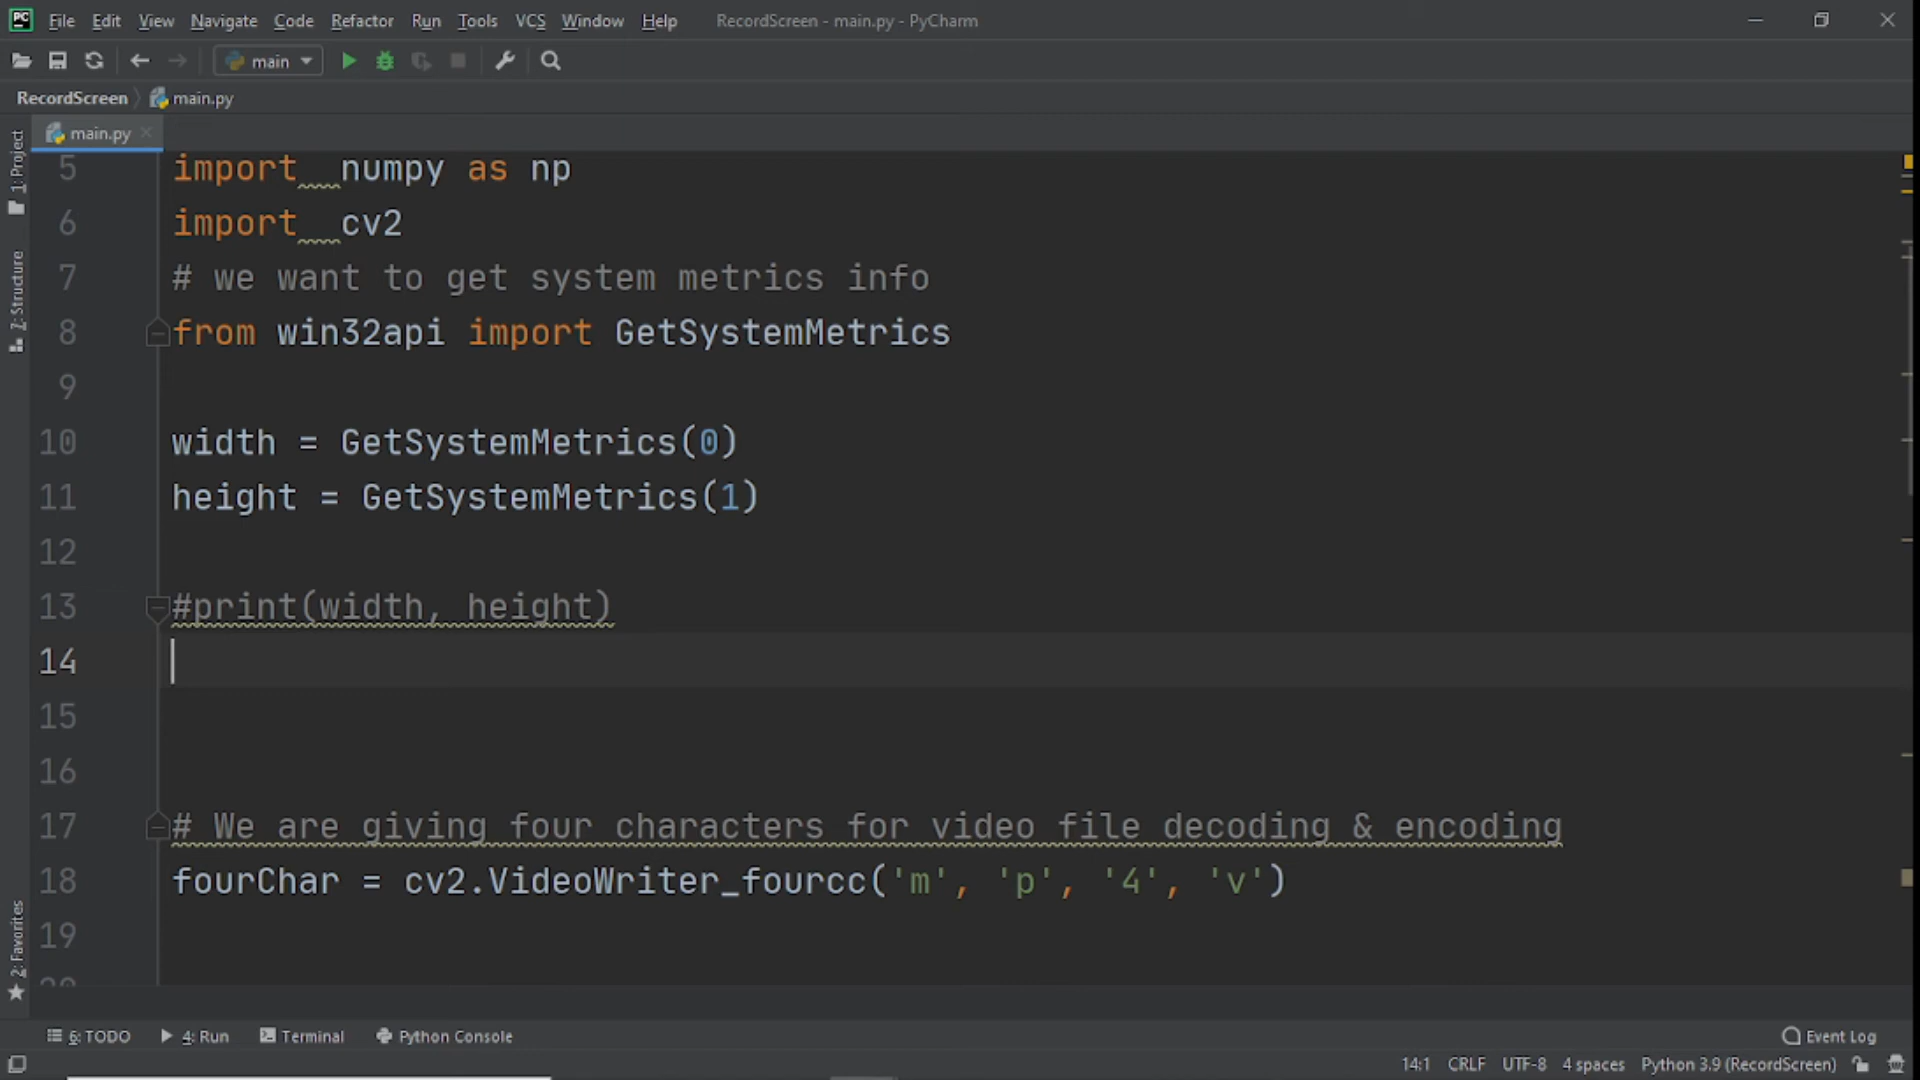 PC File Edit View Navigate Code Refactor Run Tools VCS Window Help RecordScreen - main.py - PyCharm
main
RecordScreen main.py
main.py
1: Project
2: Structure
2: Favorites
5 import  numpy as np
6 import  cv2
7 # we want to get system metrics info
8 from win32api import GetSystemMetrics
9
10 width = GetSystemMetrics(0)
11 height = GetSystemMetrics(1)
12
13 #print(width, height)
14
15
16
17 # We are giving four characters for video file decoding & encoding
18 fourChar = cv2.VideoWriter_fourcc('m', 'p', '4', 'v')
19
6: TODO 4: Run Terminal Python Console Event Log
14:1 CRLF UTF-8 4 spaces Python 3.9 (RecordScreen)